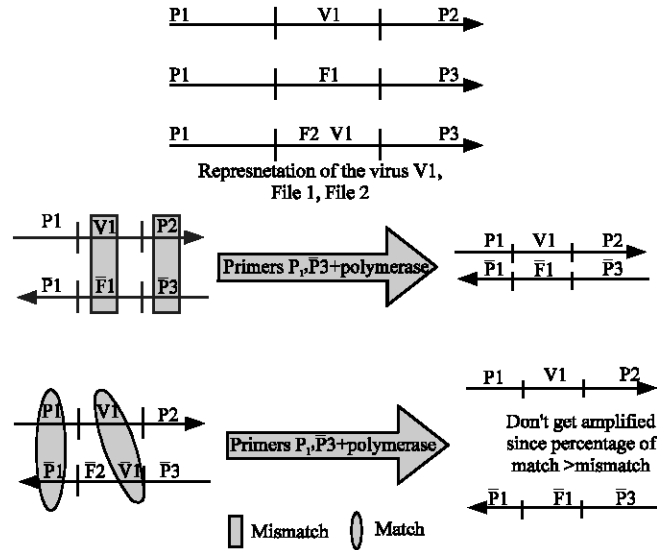 P1 V1 P2
P1 F1 P3
P1 F2 V1 P3
Represnetation of the virus V1,
File 1, File 2
P1 V1 P2
P̅1 F̅1 P̅3
Primers P₁,P̅3+polymerase
P1 V1 P2
P̅1 F̅1 P̅3
P1 V1 P2
P̅1 F̅2 V̅1 P̅3
Primers P₁,P̅3+polymerase
P1 V1 P2
Don't get amplified
since percentage of
match >mismatch
P̅1 F̅1 P̅3
Mismatch Match